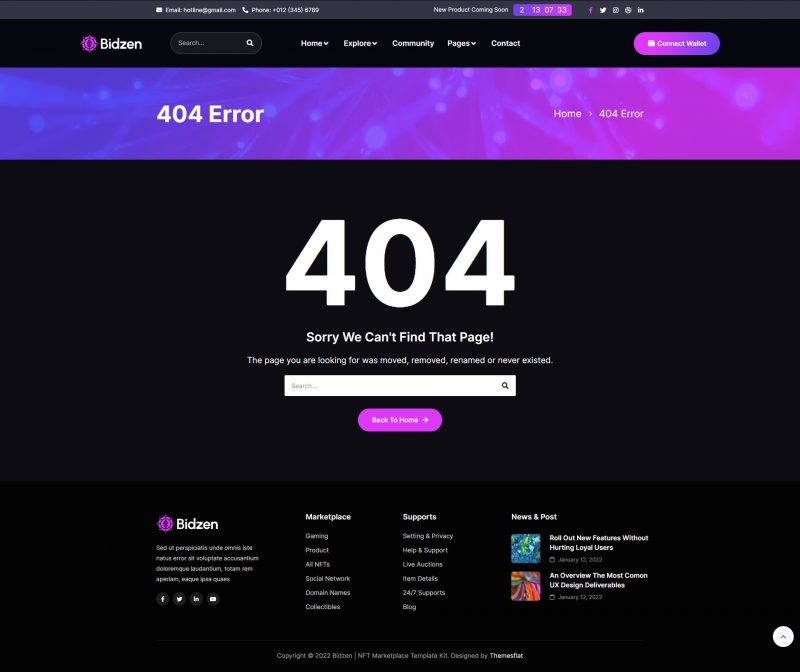 Email: hotline@gmail.com Phone: +012 (345) 6789 New Product Coming Soon 2 13 07 33
Bidzen Search... Home Explore Community Pages Contact Connect Wallet
404 Error Home > 404 Error
404
Sorry We Can't Find That Page!
The page you are looking for was moved, removed, renamed or never existed.
Search...
Back To Home
Bidzen
Sed ut perspiciatis unde omnis iste
natus error sit voluptate accusantium
doloremque laudantium, totam rem
aperiam, eaque ipsa quaes
Marketplace
Gaming
Product
All NFTs
Social Network
Domain Names
Collectibles
Supports
Setting & Privacy
Help & Support
Live Auctions
Item Details
24/7 Supports
Blog
News & Post
Roll Out New Features Without
Hurting Loyal Users
January 12, 2022
An Overview The Most Comon
UX Design Deliverables
January 12, 2022
Copyright © 2022 Bidzen | NFT Marketplace Template Kit. Designed by Themesflat